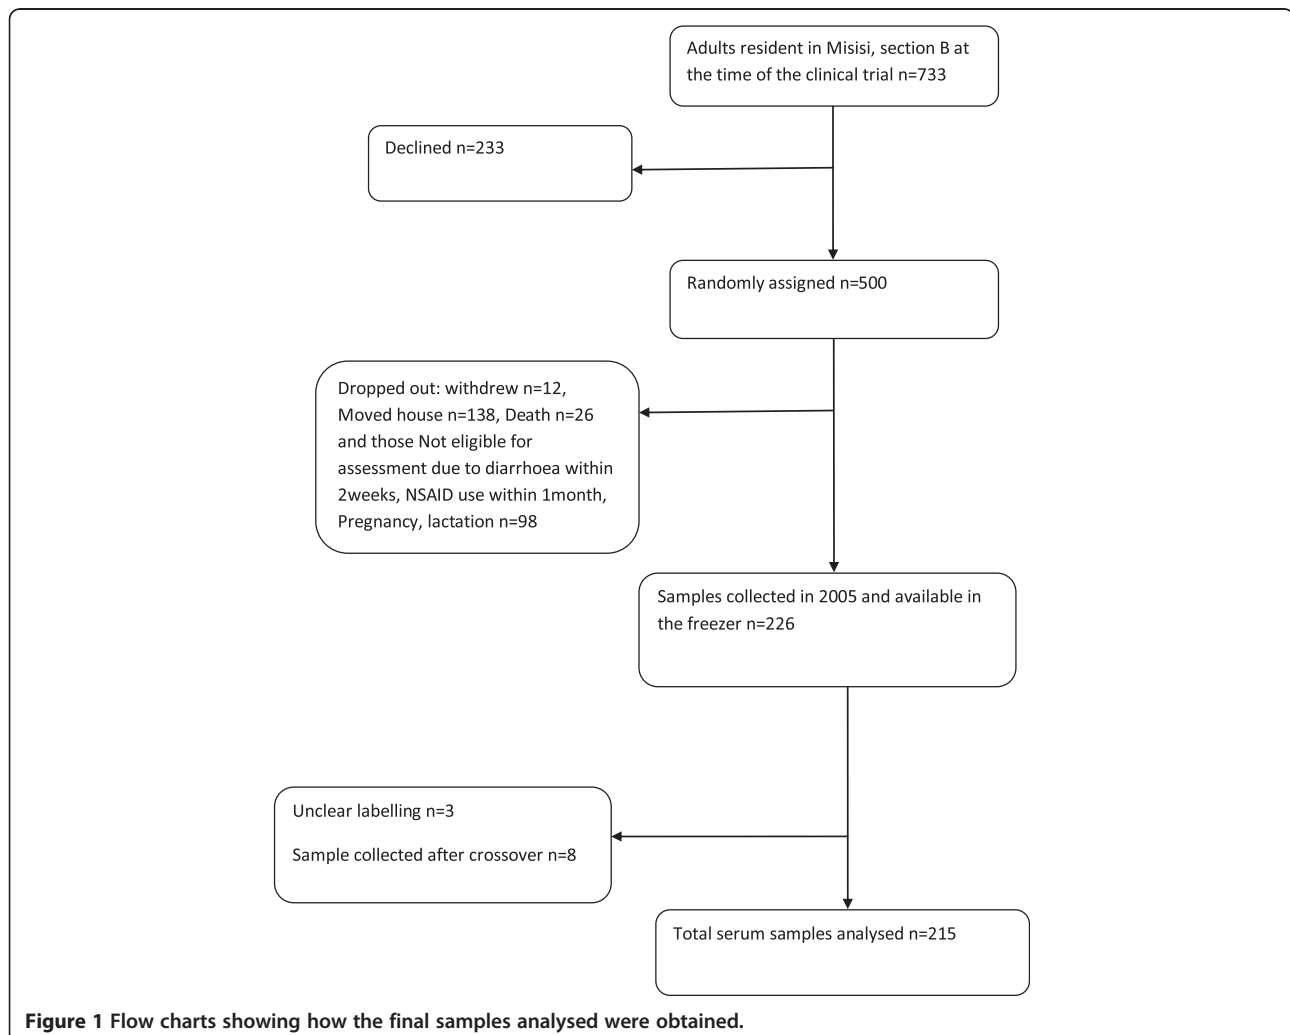 Adults resident in Misisi, section B at
the time of the clinical trial n=733
Declined n=233
Randomly assigned n=500
Dropped out: withdrew n=12,
Moved house n=138, Death n=26
and those Not eligible for
assessment due to diarrhoea within
2weeks, NSAID use within 1month,
Pregnancy, lactation n=98
Samples collected in 2005 and available in
the freezer n=226
Unclear labelling n=3
Sample collected after crossover n=8
Total serum samples analysed n=215
Figure 1 Flow charts showing how the final samples analysed were obtained.